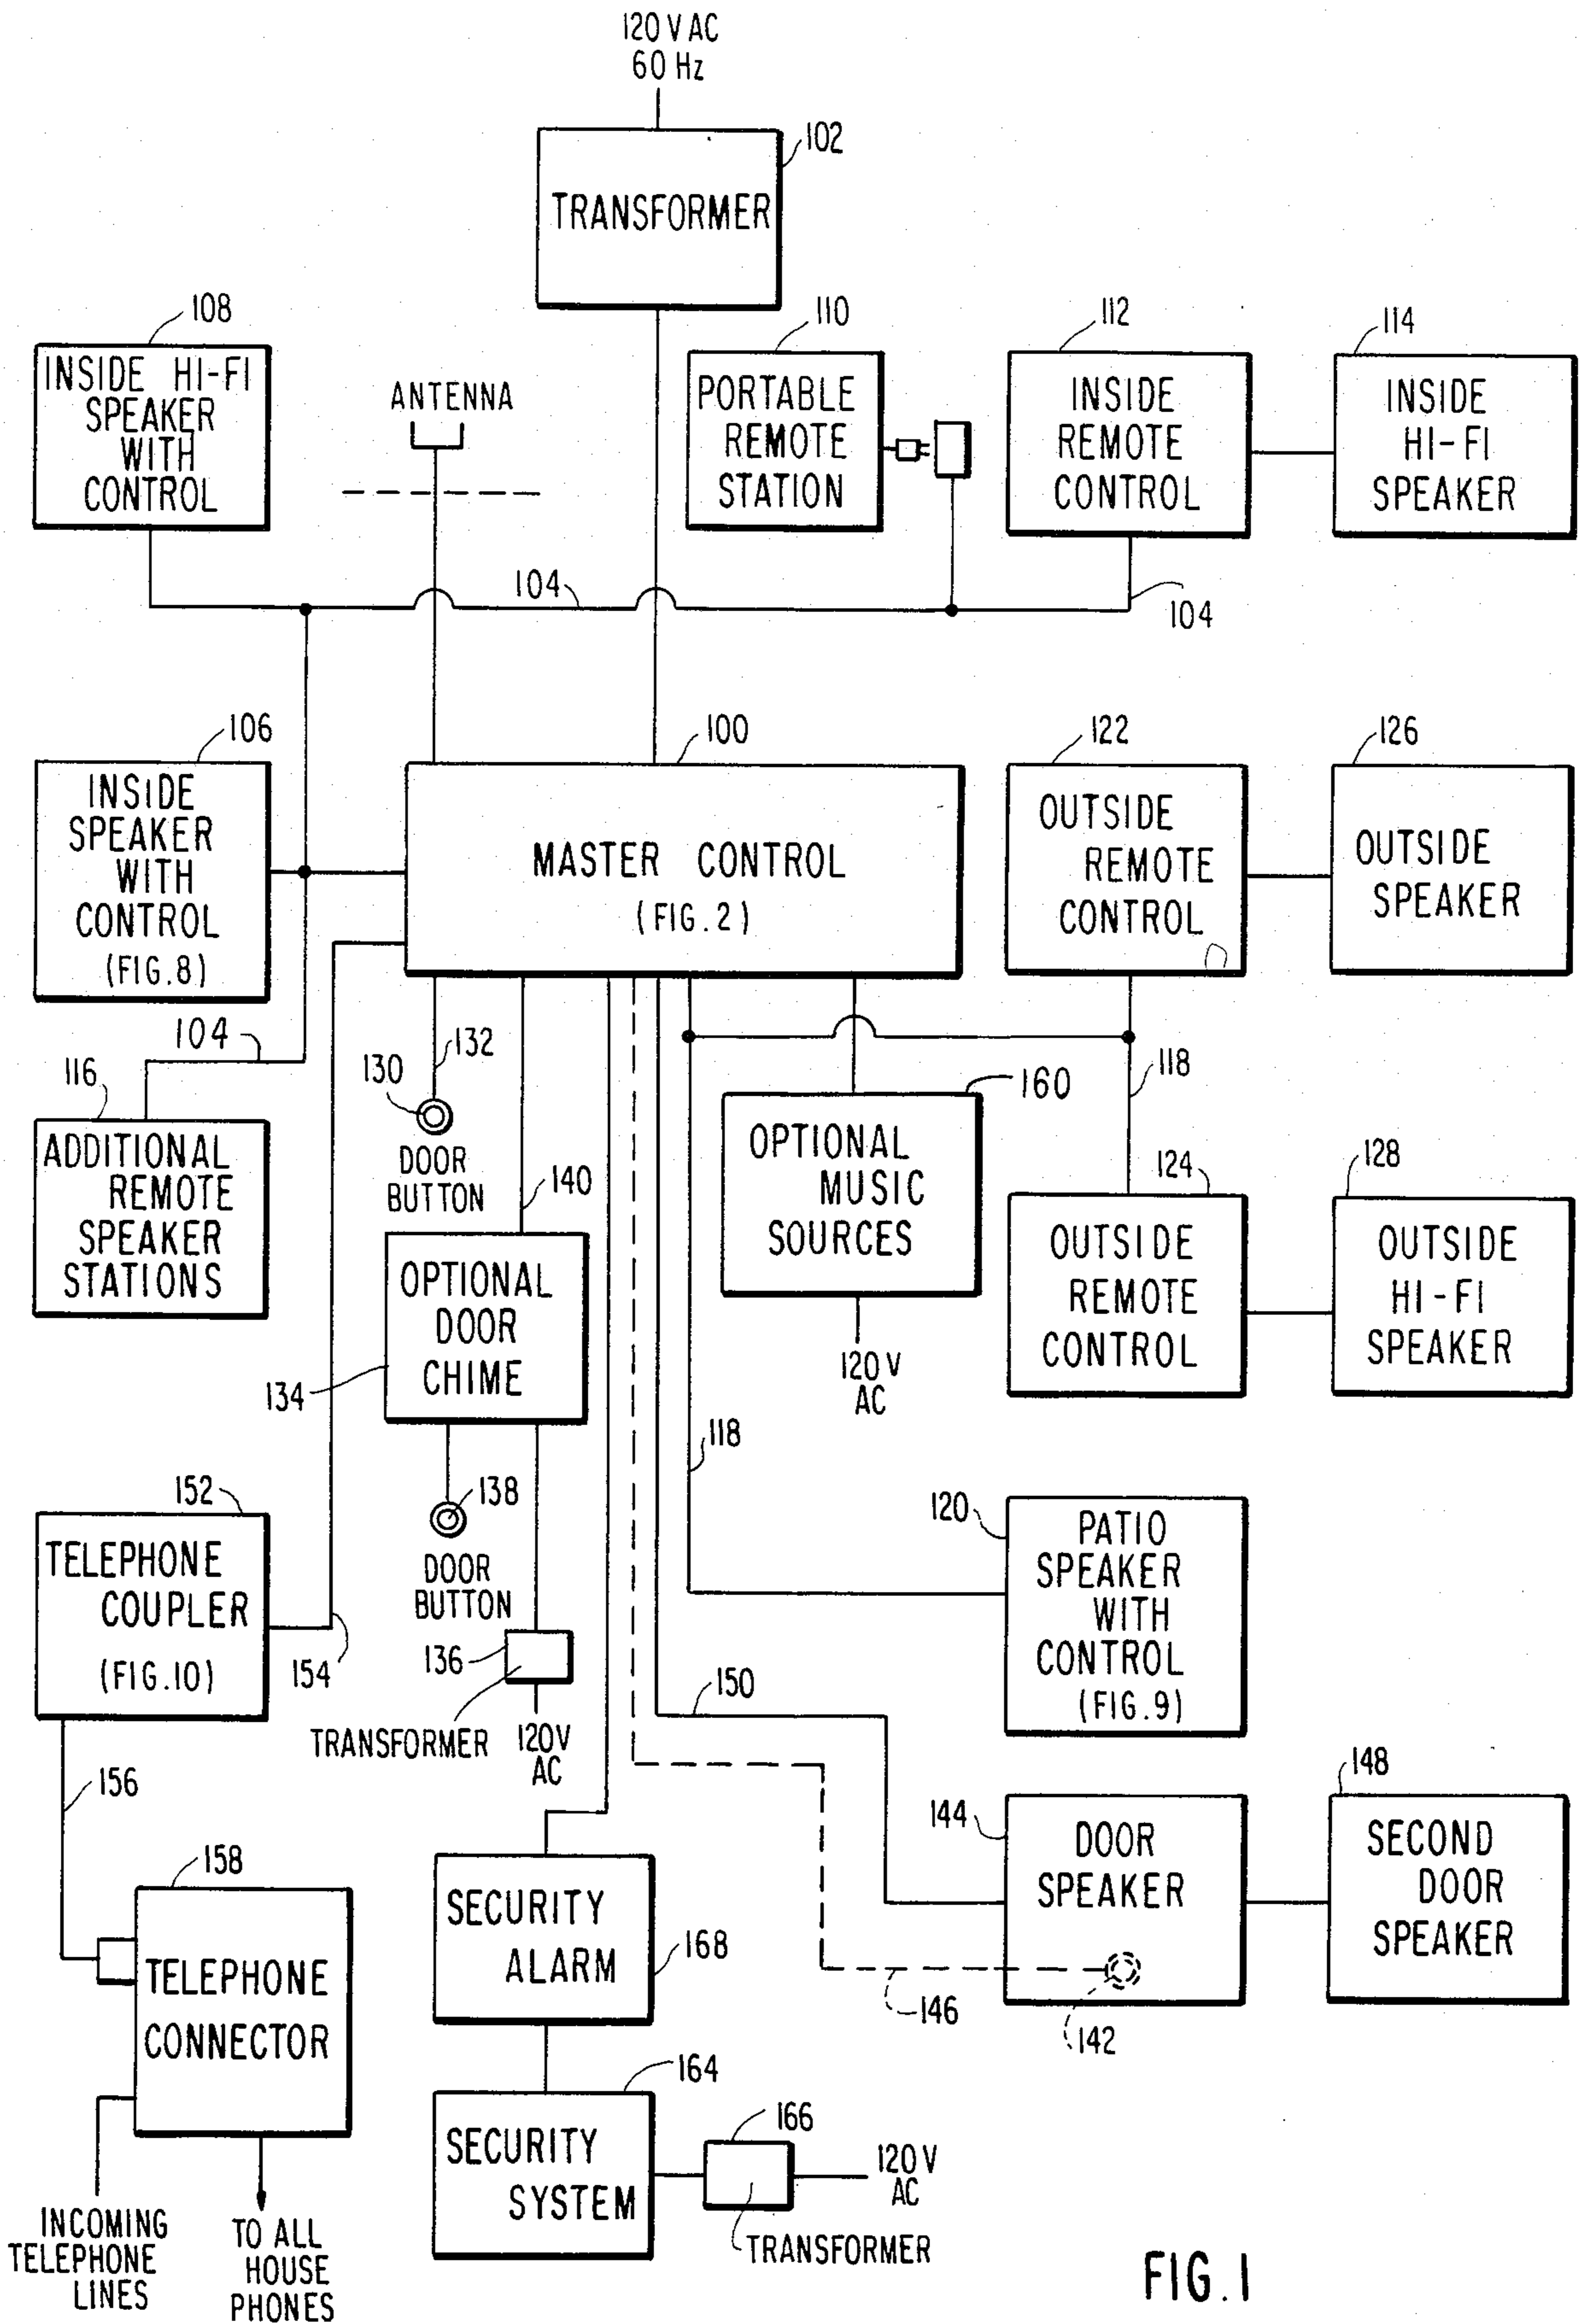 120 V AC
60 Hz
102
TRANSFORMER
108
INSIDE HI-FI
SPEAKER
WITH
CONTROL
ANTENNA
110
PORTABLE
REMOTE
STATION
112
INSIDE
REMOTE
CONTROL
114
INSIDE
HI-FI
SPEAKER
104
104
106
INSIDE
SPEAKER
WITH
CONTROL
(FIG.8)
100
MASTER CONTROL
(FIG.2)
122
OUTSIDE
REMOTE
CONTROL
126
OUTSIDE
SPEAKER
104
116
ADDITIONAL
REMOTE
SPEAKER
STATIONS
132
130
DOOR
BUTTON
140
160
OPTIONAL
MUSIC
SOURCES
120 V
AC
118
124
OUTSIDE
REMOTE
CONTROL
128
OUTSIDE
HI-FI
SPEAKER
OPTIONAL
DOOR
CHIME
134
138
DOOR
BUTTON
136
TRANSFORMER
120V
AC
118
120
PATIO
SPEAKER
WITH
CONTROL
(FIG.9)
152
TELEPHONE
COUPLER
(FIG.10)
154
156
150
144
DOOR
SPEAKER
148
SECOND
DOOR
SPEAKER
146
142
158
TELEPHONE
CONNECTOR
SECURITY
ALARM
168
164
SECURITY
SYSTEM
166
120 V
AC
TRANSFORMER
INCOMING
TELEPHONE
LINES
TO ALL
HOUSE
PHONES
FIG.1